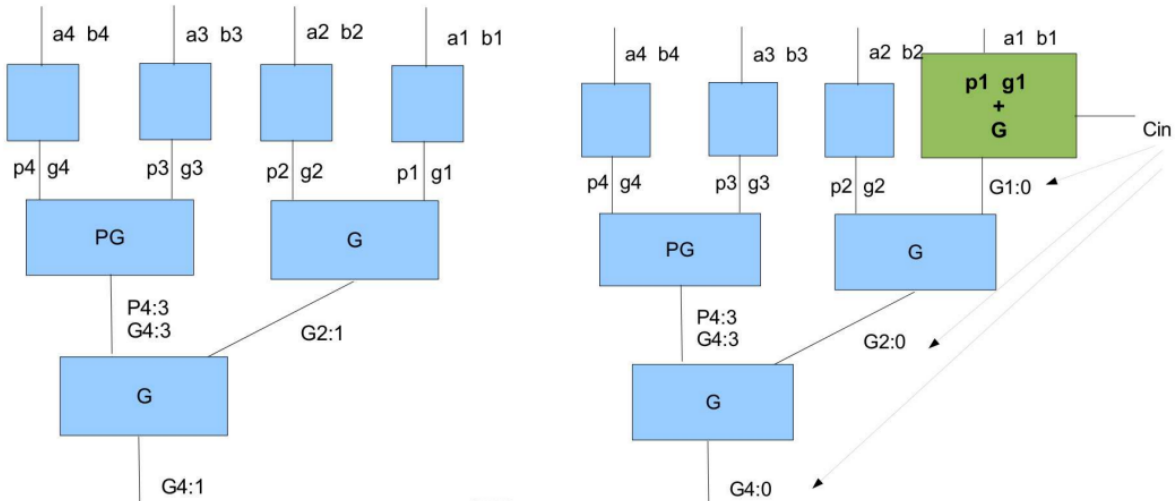 a4 b4
a3 b3
a2 b2
a1 b1
p4 g4
p3 g3
p2 g2
p1 g1
PG
G
P4:3
G4:3
G2:1
G
G4:1
a4 b4
a3 b3
a2 b2
a1 b1
p1 g1
+
G
Cin
p4 g4
p3 g3
p2 g2
G1:0
PG
G
P4:3
G4:3
G2:0
G
G4:0